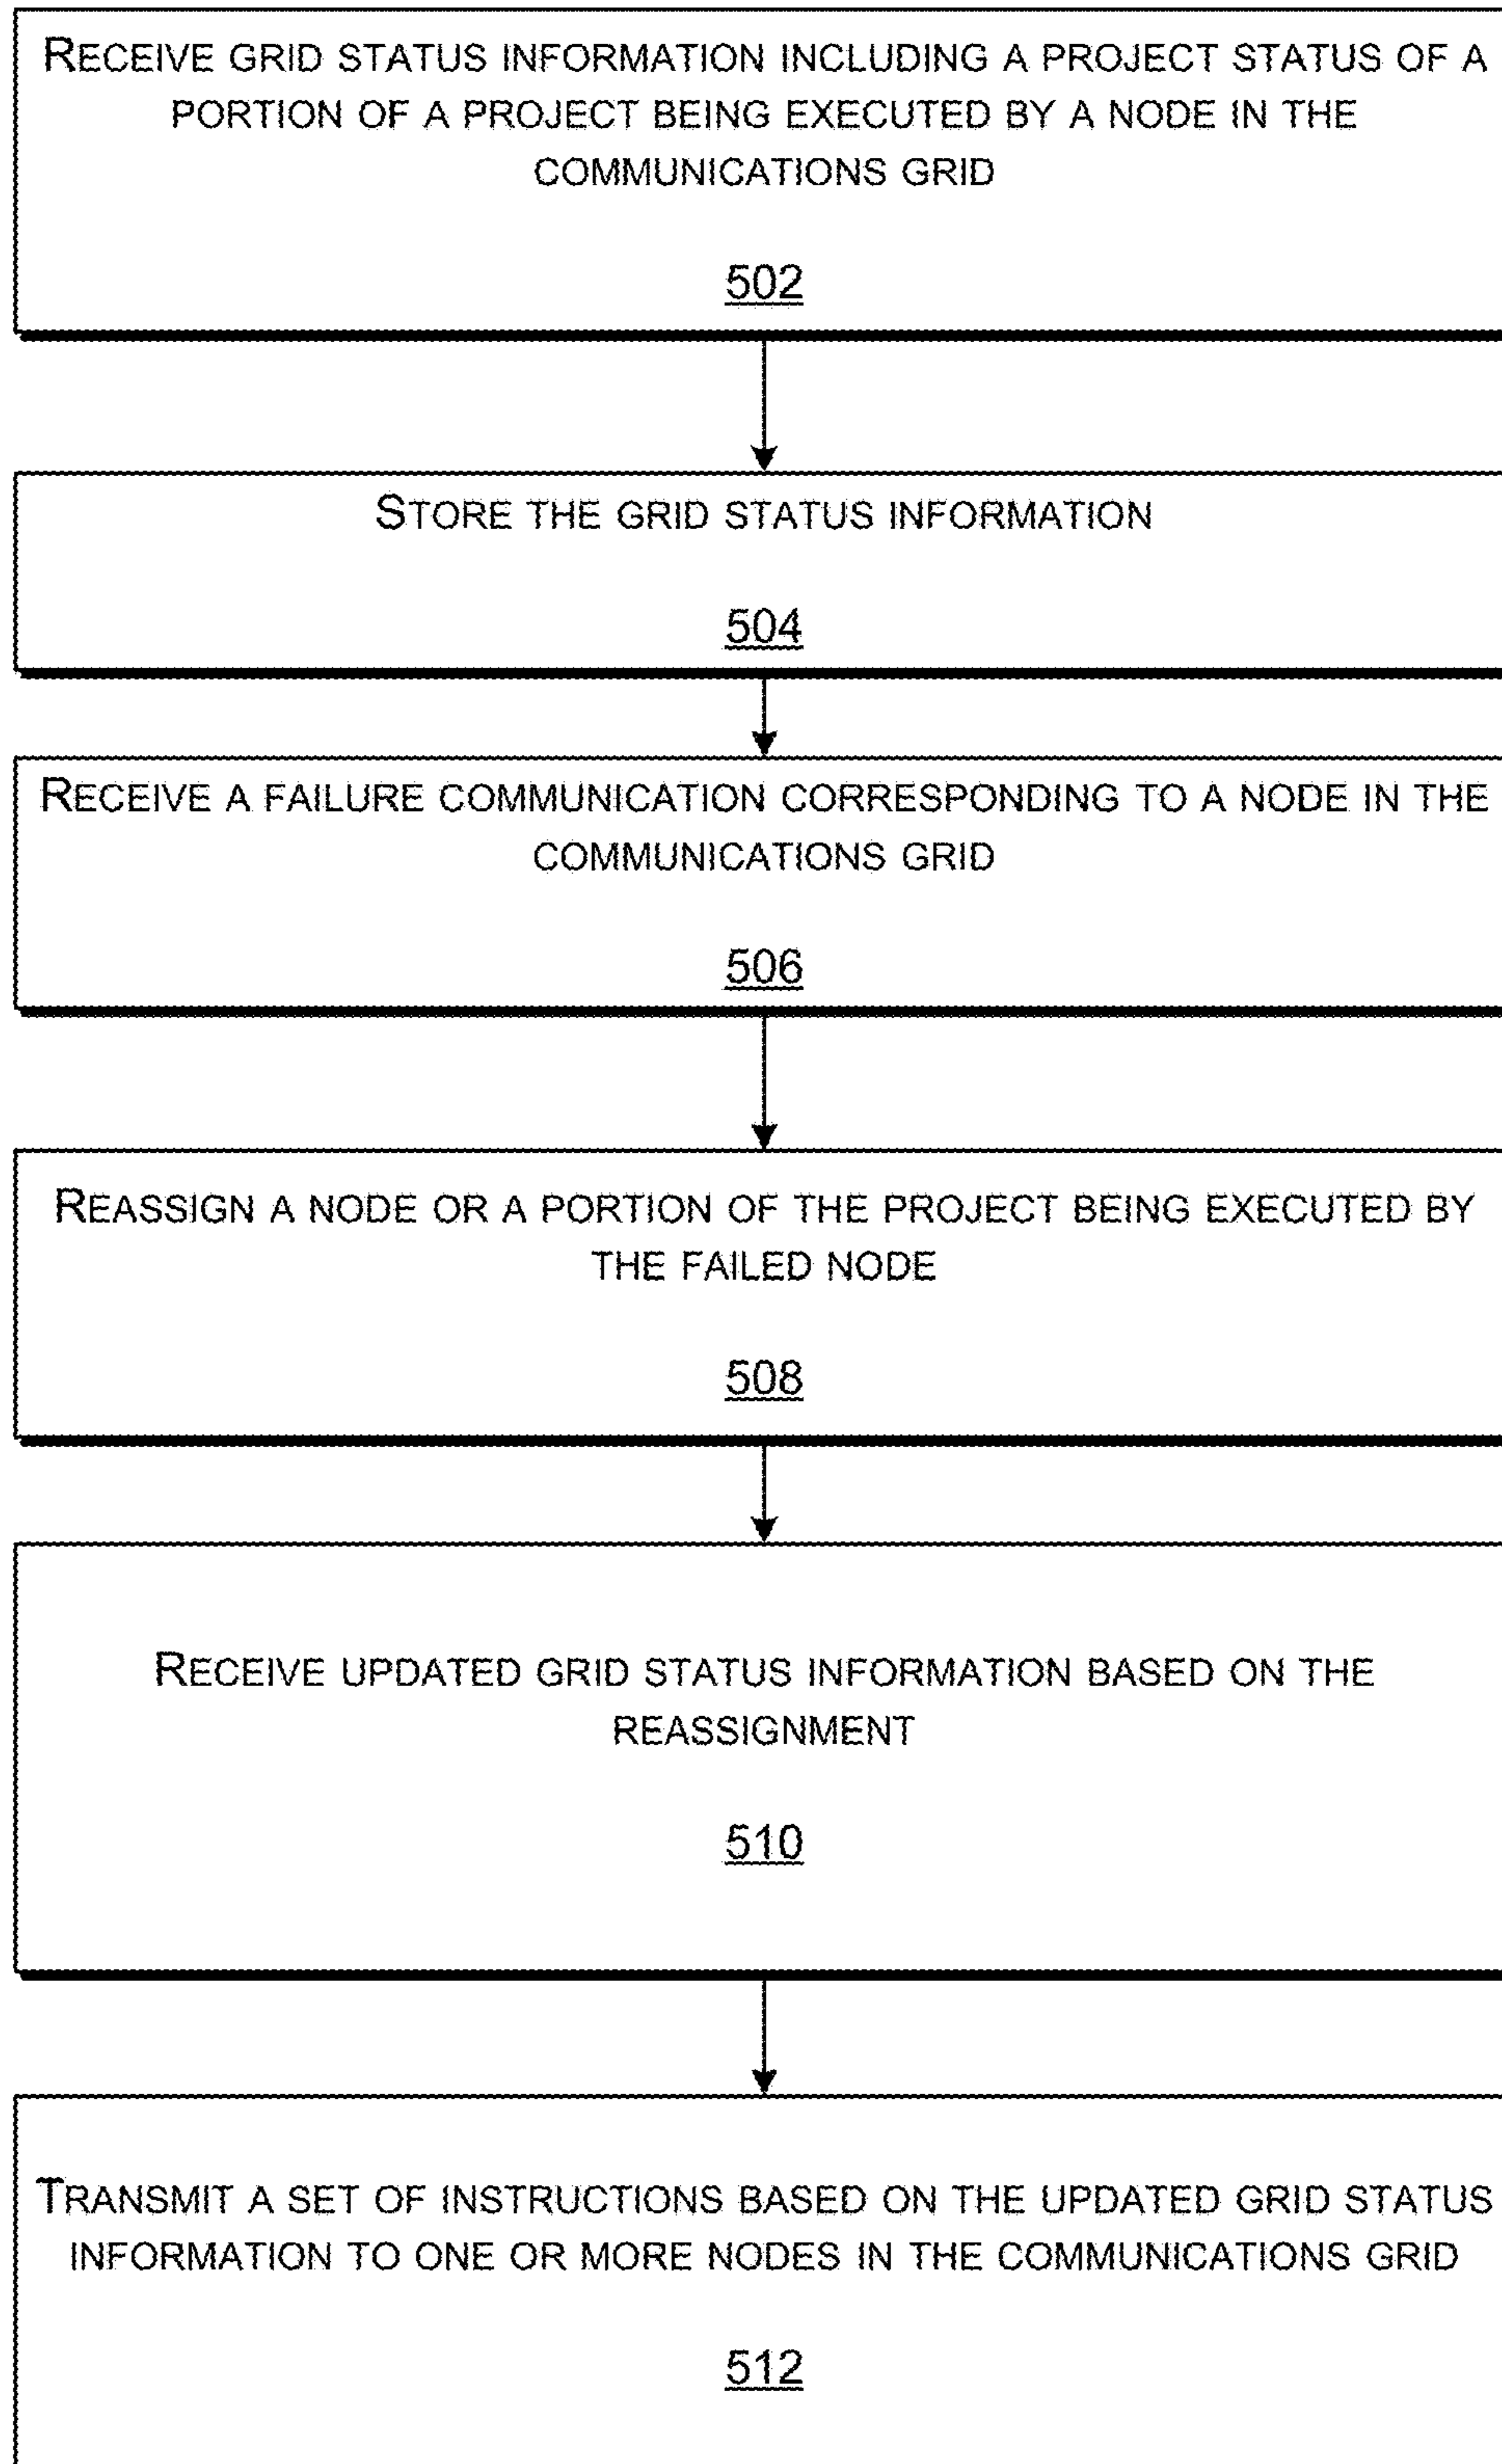 RECEIVE GRID STATUS INFORMATION INCLUDING A PROJECT STATUS OF A
PORTION OF A PROJECT BEING EXECUTED BY A NODE IN THE
COMMUNICATIONS GRID
502
STORE THE GRID STATUS INFORMATION
504
RECEIVE A FAILURE COMMUNICATION CORRESPONDING TO A NODE IN THE
COMMUNICATIONS GRID
506
REASSIGN A NODE OR A PORTION OF THE PROJECT BEING EXECUTED BY
THE FAILED NODE
508
RECEIVE UPDATED GRID STATUS INFORMATION BASED ON THE
REASSIGNMENT
510
TRANSMIT A SET OF INSTRUCTIONS BASED ON THE UPDATED GRID STATUS
INFORMATION TO ONE OR MORE NODES IN THE COMMUNICATIONS GRID
512